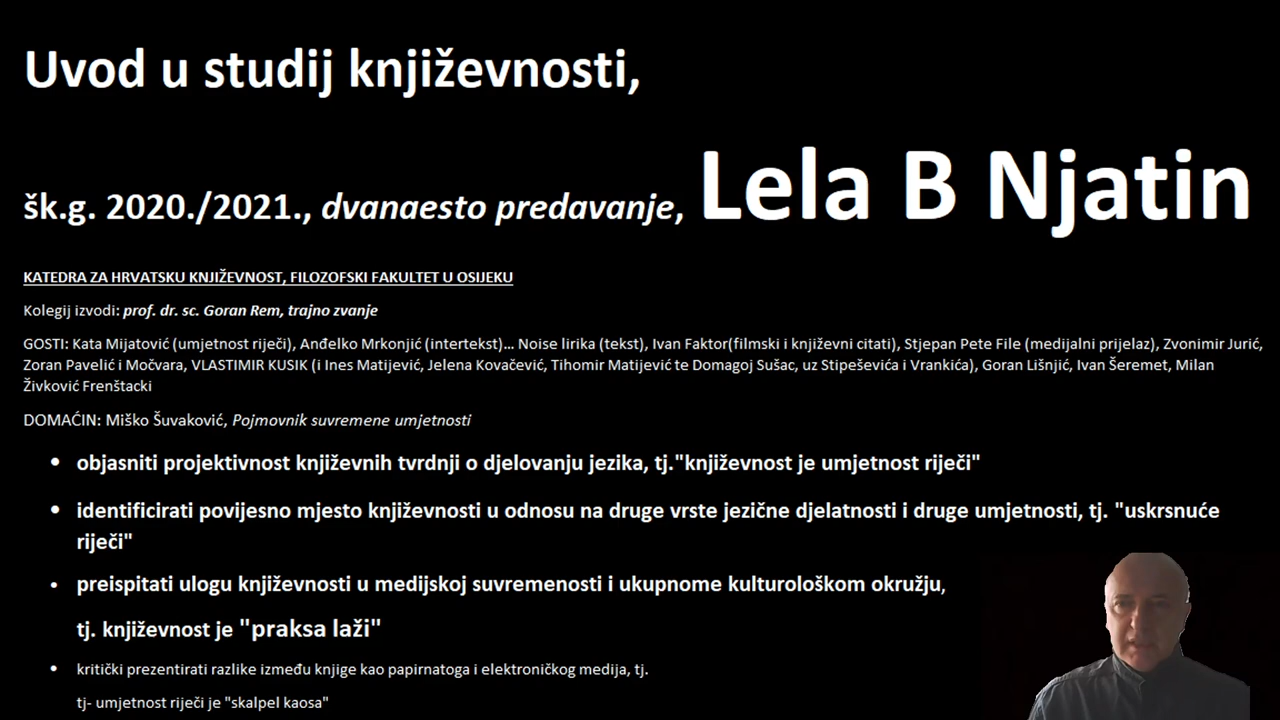 Uvod u studij književnosti,
šk.g. 2020./2021., dvanaesto predavanje, Lela B Njatin
KATEDRA ZA HRVATSKU KNJIŽEVNOST, FILOZOFSKI FAKULTET U OSIJEKU
Kolegij izvodi: prof. dr. sc. Goran Rem, trajno zvanje
GOSTI: Kata Mijatović (umjetnost riječi), Anđelko Mrkonjić (intertekst)... Noise lirika (tekst), Ivan Faktor(filmski i književni citati), Stjepan Pete File (medijalni prijelaz), Zvonimir Jurić,
Zoran Pavelić i Močvara, VLASTIMIR KUSIK (i Ines Matijević, Jelena Kovačević, Tihomir Matijević te Domagoj Sušac, uz Stipeševića i Vrankića), Goran Lišnjić, Ivan Šeremet, Milan
Živković Frenštacki
DOMAĆIN: Miško Šuvaković, Pojmovnik suvremene umjetnosti
• objasniti projektivnost književnih tvrdnji o djelovanju jezika, tj."književnost je umjetnost riječi"
• identificirati povijesno mjesto književnosti u odnosu na druge vrste jezične djelatnosti i druge umjetnosti, tj. "uskrsnuće
riječi"
• preispitati ulogu književnosti u medijskoj suvremenosti i ukupnome kulturološkom okružju,
tj. književnost je "praksa laži"
• kritički prezentirati razlike između knjige kao papirnatoga i elektroničkog medija, tj.
tj- umjetnost riječi je "skalpel kaosa"